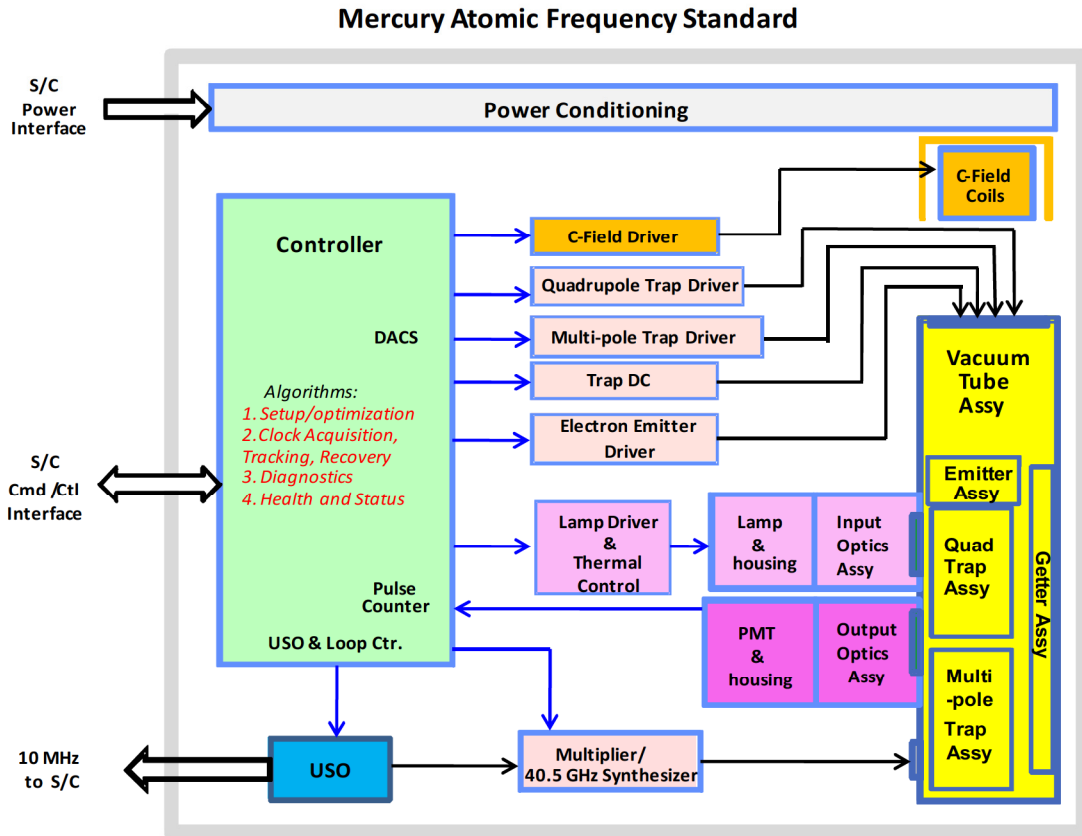 Mercury Atomic Frequency Standard
S/C
Power
Interface
Power Conditioning
C-Field
Coils
Controller
C-Field Driver
Quadrupole Trap Driver
DACS
Multi-pole Trap Driver
Trap DC
Electron Emitter
Driver
Algorithms:
1. Setup/optimization
2. Clock Acquisition,
Tracking, Recovery
3. Diagnostics
4. Health and Status
Vacuum
Tube
Assy
S/C
Cmd /Ctl
Interface
Emitter
Assy
Lamp Driver
&
Thermal
Control
Lamp
&
housing
Input
Optics
Assy
Quad
Trap
Assy
Getter Assy
Pulse
Counter
USO & Loop Ctr.
PMT
&
housing
Output
Optics
Assy
Multi
-pole
Trap
Assy
10 MHz
to S/C
USO
Multiplier/
40.5 GHz Synthesizer